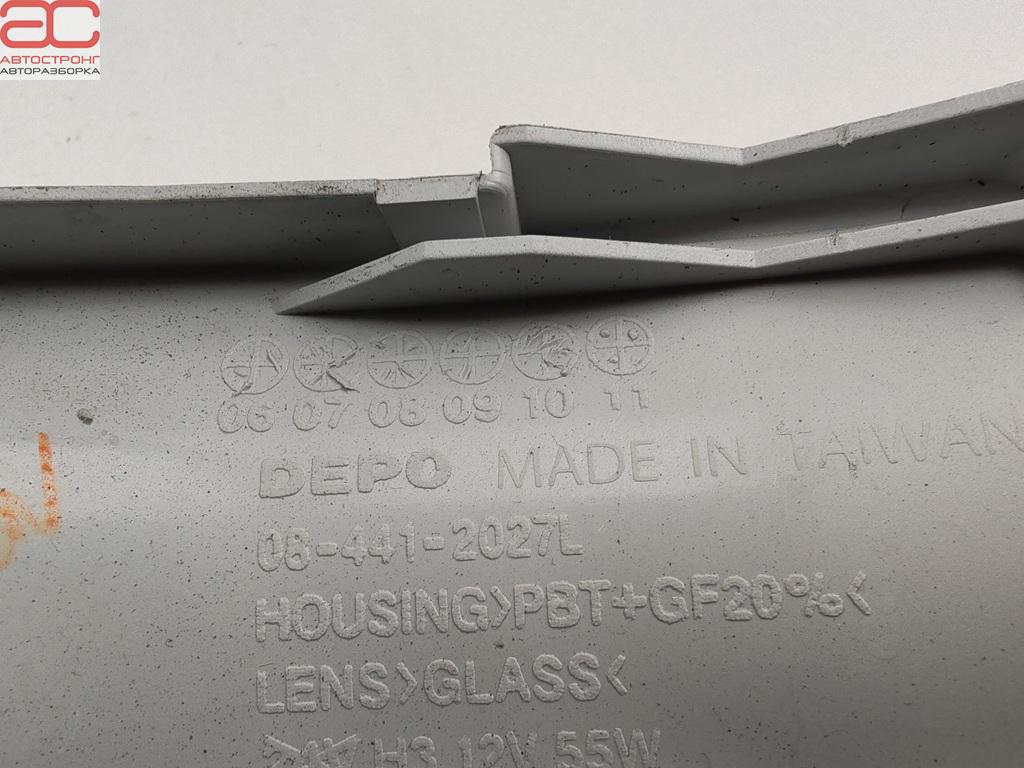 АВТОСТРОНГ
АВТОРАЗБОРКА
06 07 08 09 10 11
DEPO MADE IN TAIWAN
08-441-2027L
HOUSING>PBT+GF20%<
LENS>GLASS<
H3 12V 55W